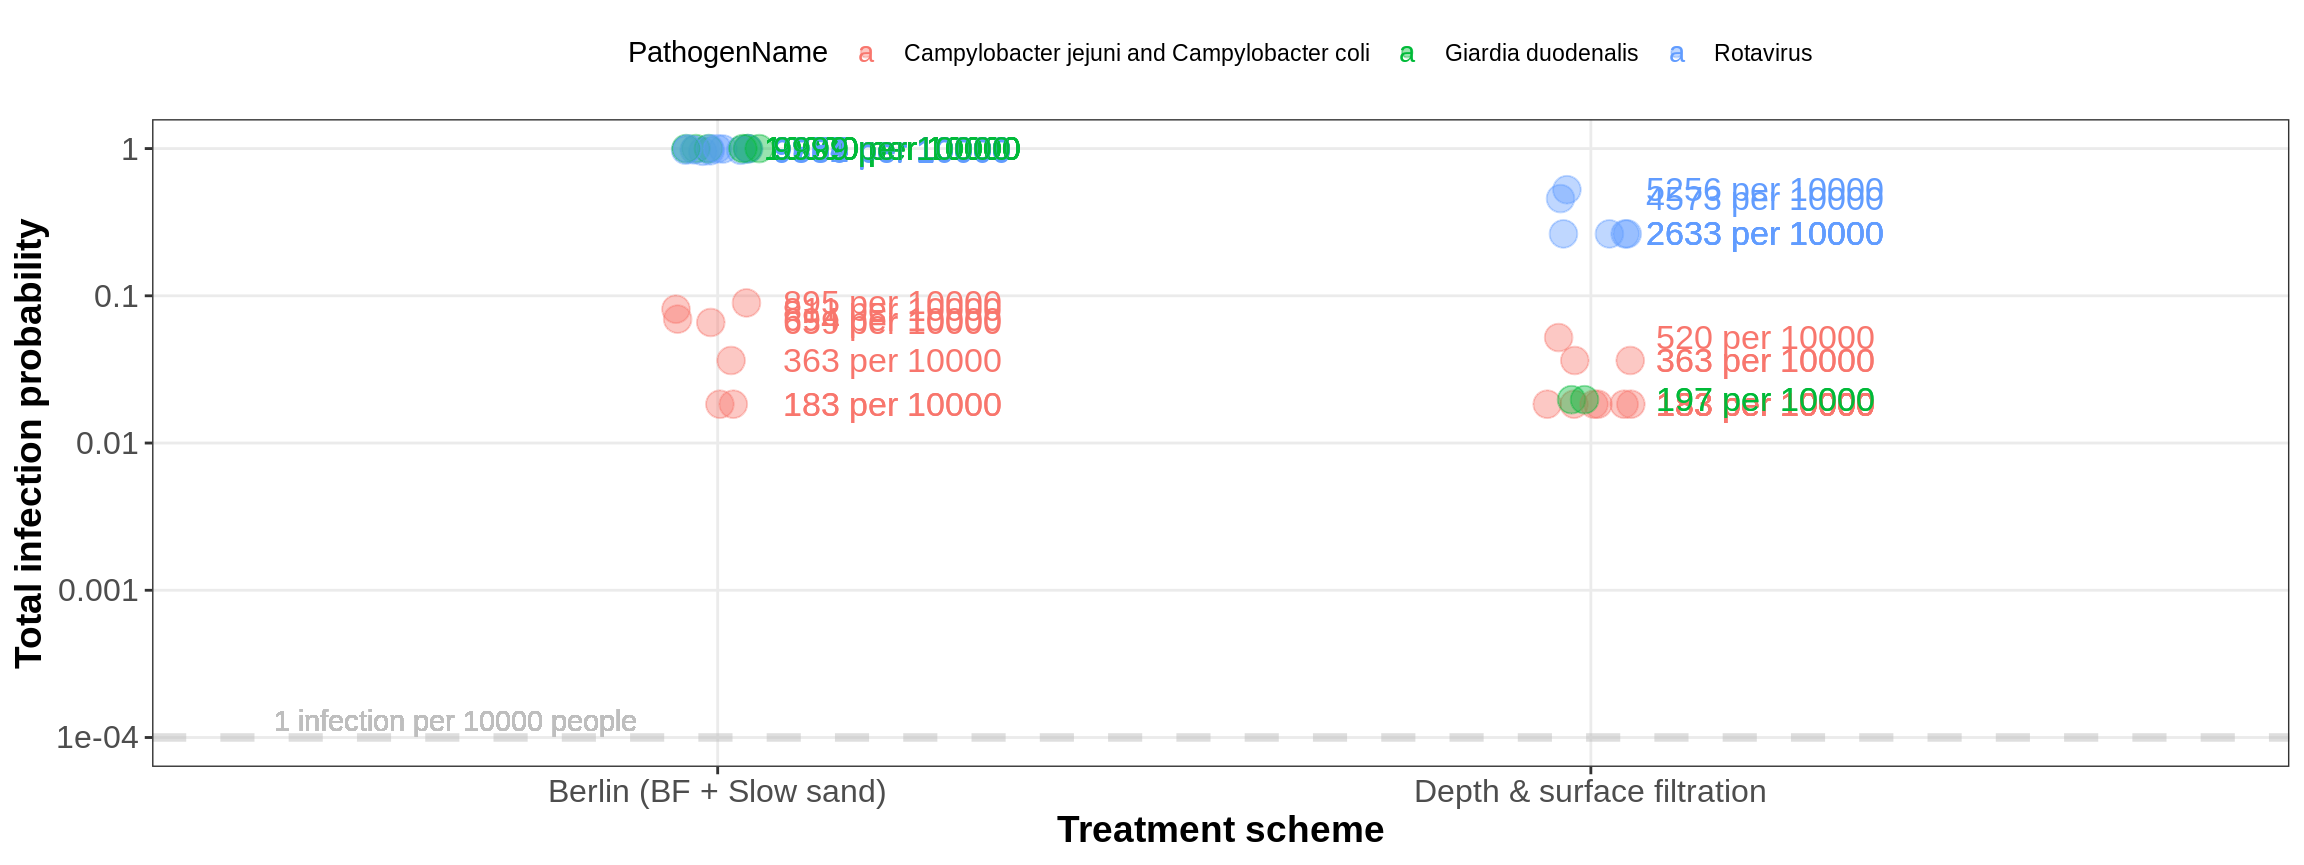 PathogenName a Campylobacter jejuni and Campylobacter coli a Giardia duodenalis a Rotavirus
1
per 10000
5256 per 10000
4573 per 10000
2633 per 10000
0.1
895 per 10000
per 10000
per 10000
363 per 10000
183 per 10000
520 per 10000
363 per 10000
197 per 10000
183 per 10000
0.01
0.001
1 infection per 10000 people
1e-04
Total infection probability
Berlin (BF + Slow sand) Depth & surface filtration
Treatment scheme